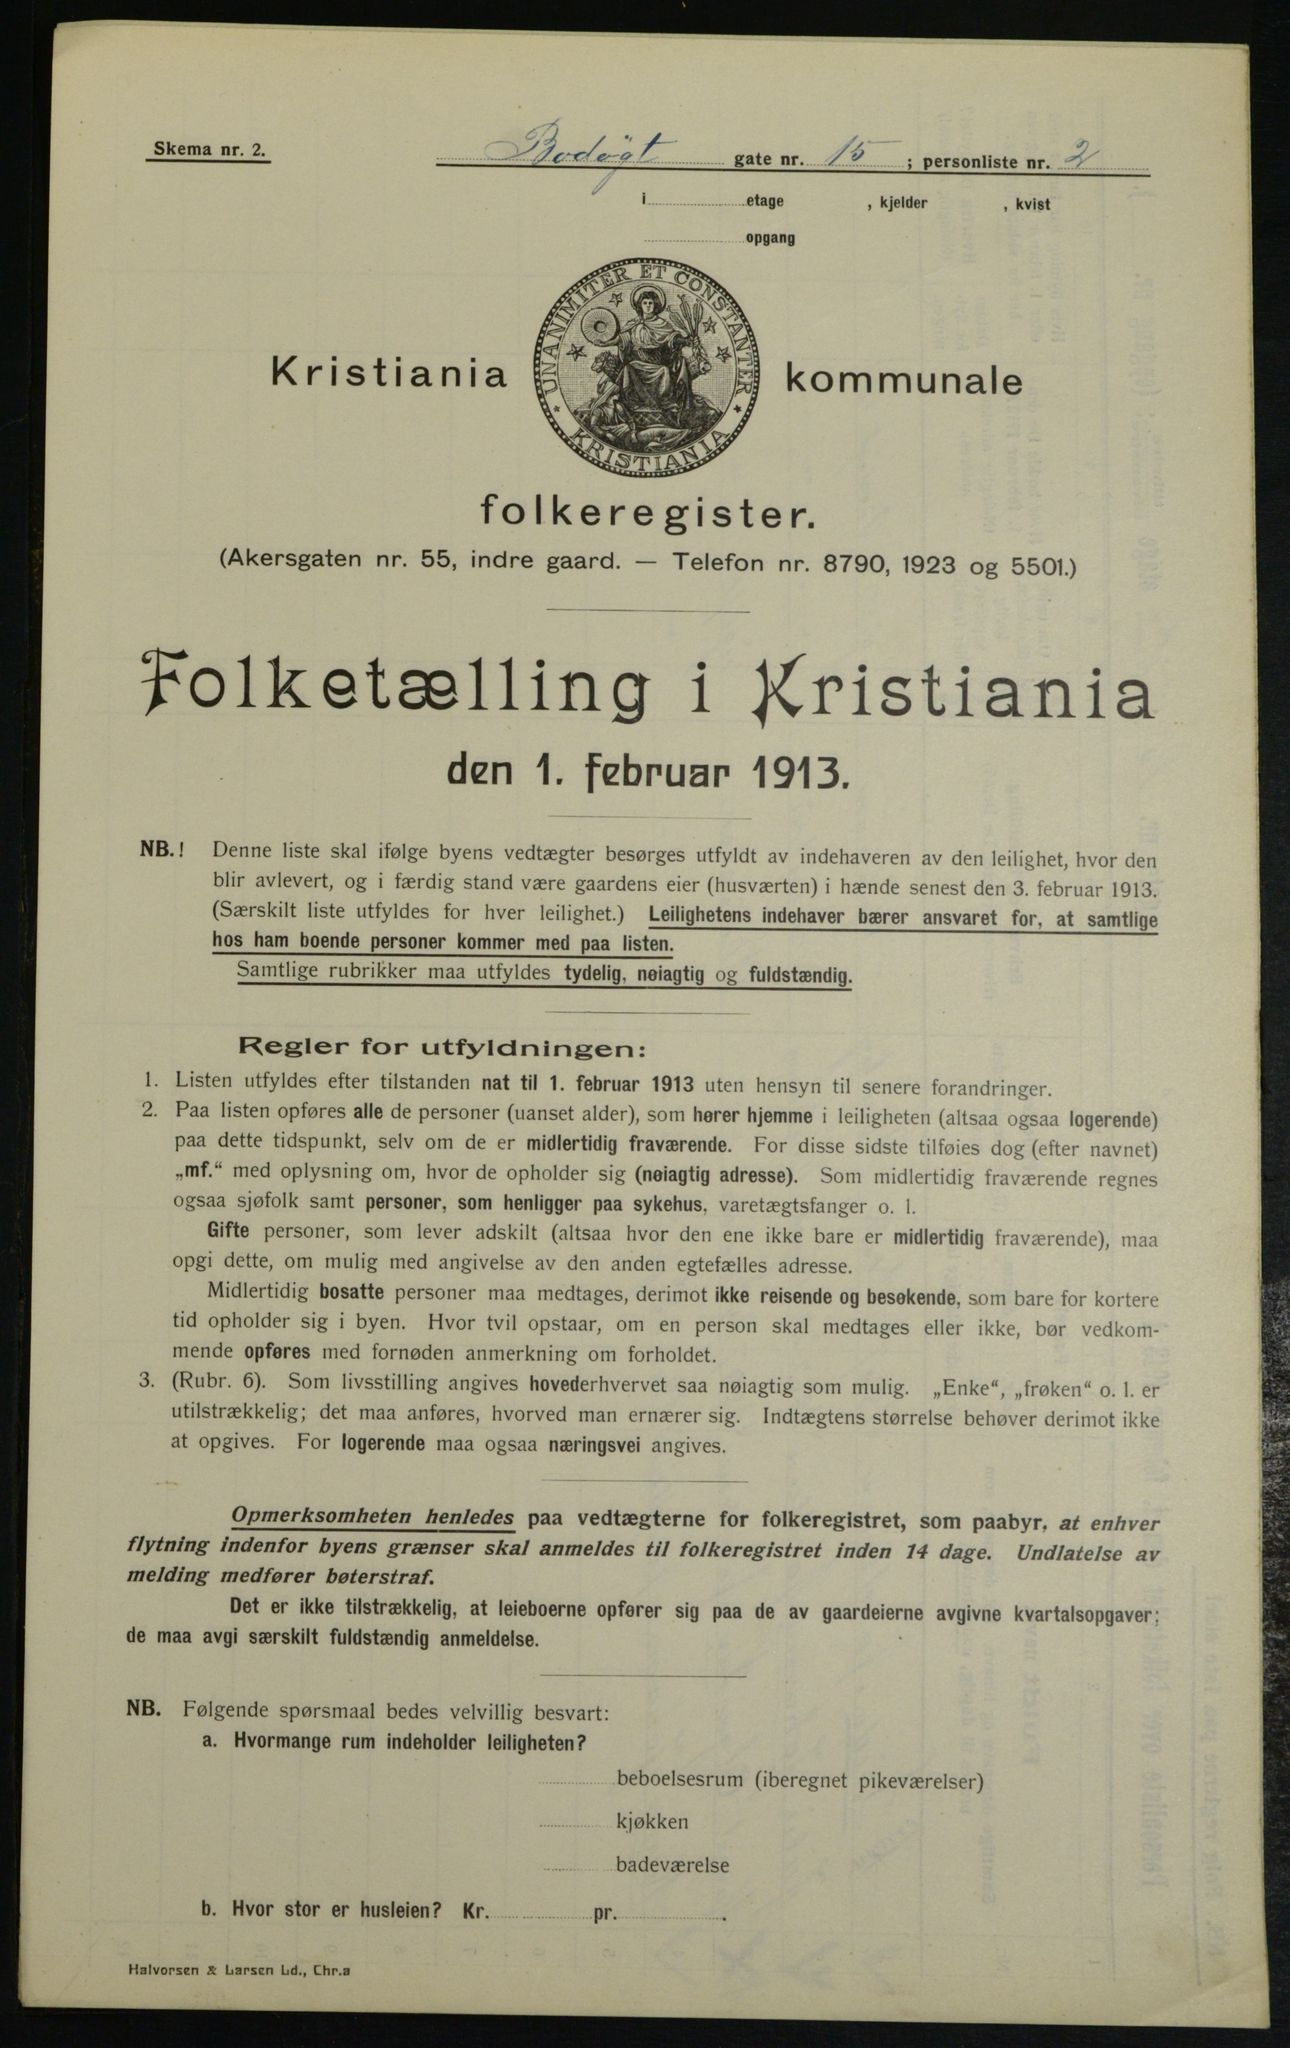 Skema nr. 2.
Bodøgt gate nr. 15 ; personliste nr. 2
i etage , kjelder , kvist
opgang
UNANIMITER ET CONSTANTER
KRISTIANIA
Kristiania kommunale
folkeregister.
(Akersgaten nr. 55, indre gaard. — Telefon nr. 8790, 1923 og 5501.)
Folketælling i Kristiania
den 1. februar 1913.
NB.! Denne liste skal ifølge byens vedtægter besørges utfyldt av indehaveren av den leilighet, hvor den
blir avlevert, og i færdig stand være gaardens eier (husværten) i hænde senest den 3. februar 1913.
(Særskilt liste utfyldes for hver leilighet.) Leilighetens indehaver bærer ansvaret for, at samtlige
hos ham boende personer kommer med paa listen.
Samtlige rubrikker maa utfyldes tydelig, nøiagtig og fuldstændig.
Regler for utfyldningen:
1. Listen utfyldes efter tilstanden nat til 1. februar 1913 uten hensyn til senere forandringer.
2. Paa listen opføres alle de personer (uanset alder), som hører hjemme i leiligheten (altsaa ogsaa logerende)
paa dette tidspunkt, selv om de er midlertidig fraværende. For disse sidste tilføies dog (efter navnet)
„mf.“ med oplysning om, hvor de opholder sig (nøiagtig adresse). Som midlertidig fraværende regnes
ogsaa sjøfolk samt personer, som henligger paa sykehus, varetægtsfanger o. l.
Gifte personer, som lever adskilt (altsaa hvor den ene ikke bare er midlertidig fraværende), maa
opgi dette, om mulig med angivelse av den anden egtefælles adresse.
Midlertidig bosatte personer maa medtages, derimot ikke reisende og besøkende, som bare for kortere
tid opholder sig i byen. Hvor tvil opstaar, om en person skal medtages eller ikke, bør vedkom-
mende opføres med fornøden anmerkning om forholdet.
3. (Rubr. 6). Som livsstilling angives hovederhvervet saa nøiagtig som mulig. „Enke“, „frøken“ o. l. er
utilstrækkelig; det maa anføres, hvorved man ernærer sig. Indtægtens størrelse behøver derimot ikke
at opgives. For logerende maa ogsaa næringsvei angives.
Opmerksomheten henledes paa vedtægterne for folkeregistret, som paabyr, at enhver
flytning indenfor byens grænser skal anmeldes til folkeregistret inden 14 dage. Undlatelse av
melding medfører bøterstraf.
Det er ikke tilstrækkelig, at leieboerne opfører sig paa de av gaardeierne avgivne kvartalsopgaver;
de maa avgi særskilt fuldstændig anmeldelse.
NB. Følgende spørsmaal bedes velvillig besvart:
a. Hvormange rum indeholder leiligheten?
beboelsesrum (iberegnet pikeværelser)
kjøkken
badeværelse
b. Hvor stor er husleien? Kr. pr. .
Halvorsen & Larsen Ld., Chr.a